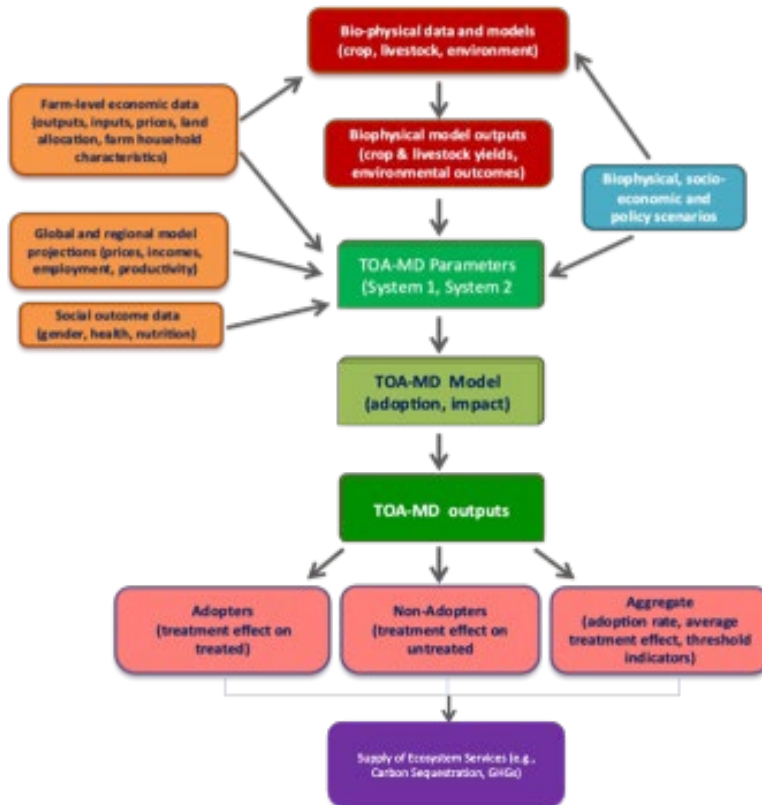 Bio-physical data and models
(crop, livestock, environment)
Farm-level economic data
(outputs, inputs, prices, land
allocation, farm household
characteristics)
Biophysical model outputs
(crop & livestock yields,
environmental outcomes)
Biophysical, socio-
economic and
policy scenarios
Global and regional model
projections (prices, incomes,
employment, productivity)
TOA-MD Parameters
(System 1, System 2
Social outcome data
(gender, health, nutrition)
TOA-MD Model
(adoption, impact)
TOA-MD outputs
Adopters
(treatment effect on
treated)
Non-Adopters
(treatment effect on
untreated
Aggregate
(adoption rate, average
treatment effect, threshold
indicators)
Supply of Ecosystem Services (e.g.,
Carbon Sequestration, GHGs)